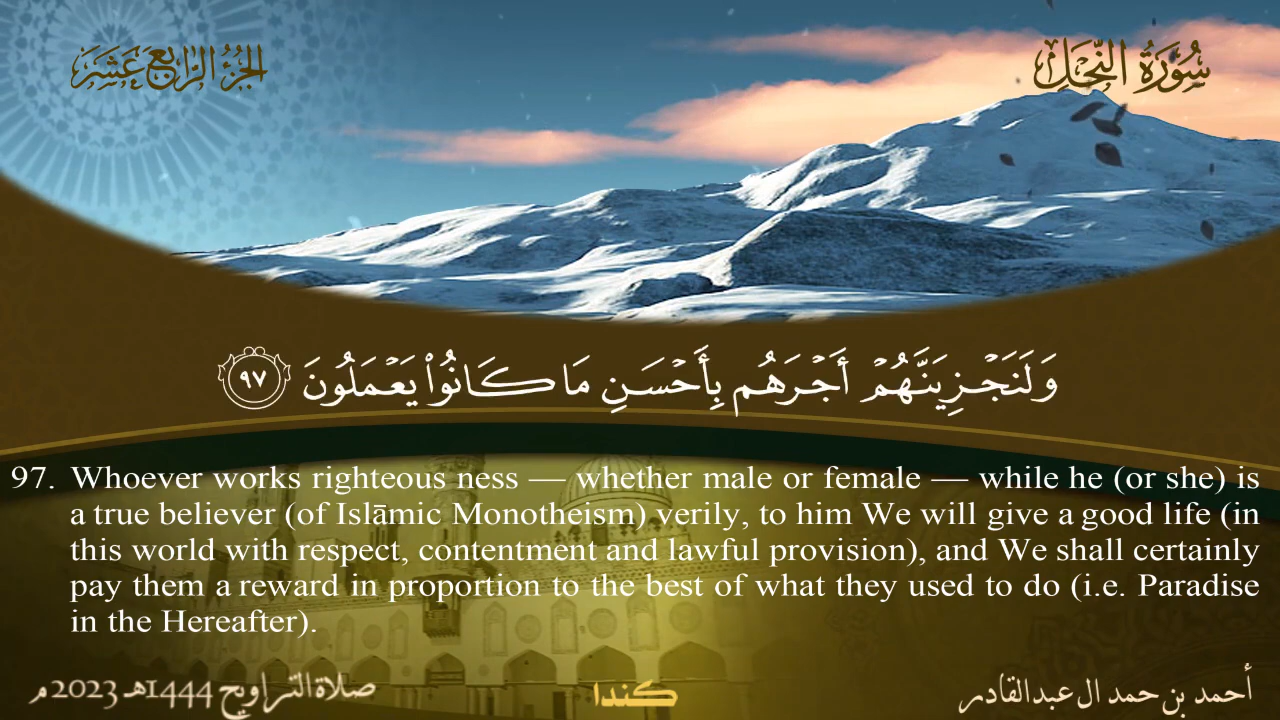 سُورَةُ النَّحْلِ
الجُزْءُ الرَّابِعُ عَشَرَ
وَلَنَجْزِيَنَّهُمْ أَجْرَهُم بِأَحْسَنِ مَا كَانُوا۟ يَعْمَلُونَ ٩٧
97. Whoever works righteous ness — whether male or female — while he (or she) is
a true believer (of Islāmic Monotheism) verily, to him We will give a good life (in
this world with respect, contentment and lawful provision), and We shall certainly
pay them a reward in proportion to the best of what they used to do (i.e. Paradise
in the Hereafter).
أحمد بن حمد ال عبدالقادر
كندا
صلاة التراويح 1444هـ 2023م